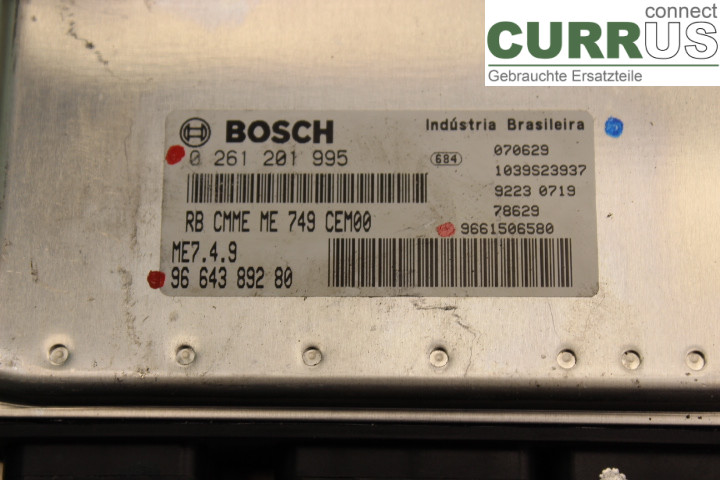 connect
CURRUS
Gebrauchte Ersatzteile
BOSCH
Indústria Brasileira
0 261 201 995
684
070629
1039S23937
9223 0719
78629
RB CMME ME 749 CEM00
9661506580
ME7.4.9
96 643 892 80